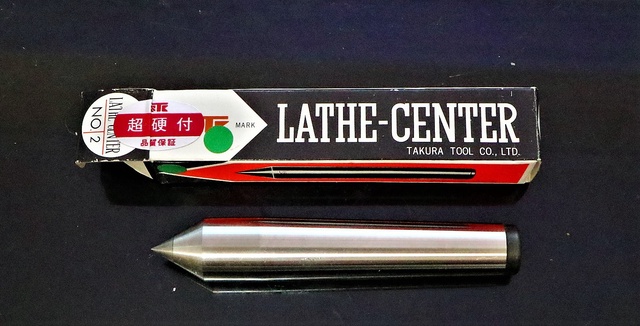 LATHE-CENTER
NO 2
超硬付
品質保証
MARK
LATHE-CENTER
TAKURA TOOL CO., LTD.